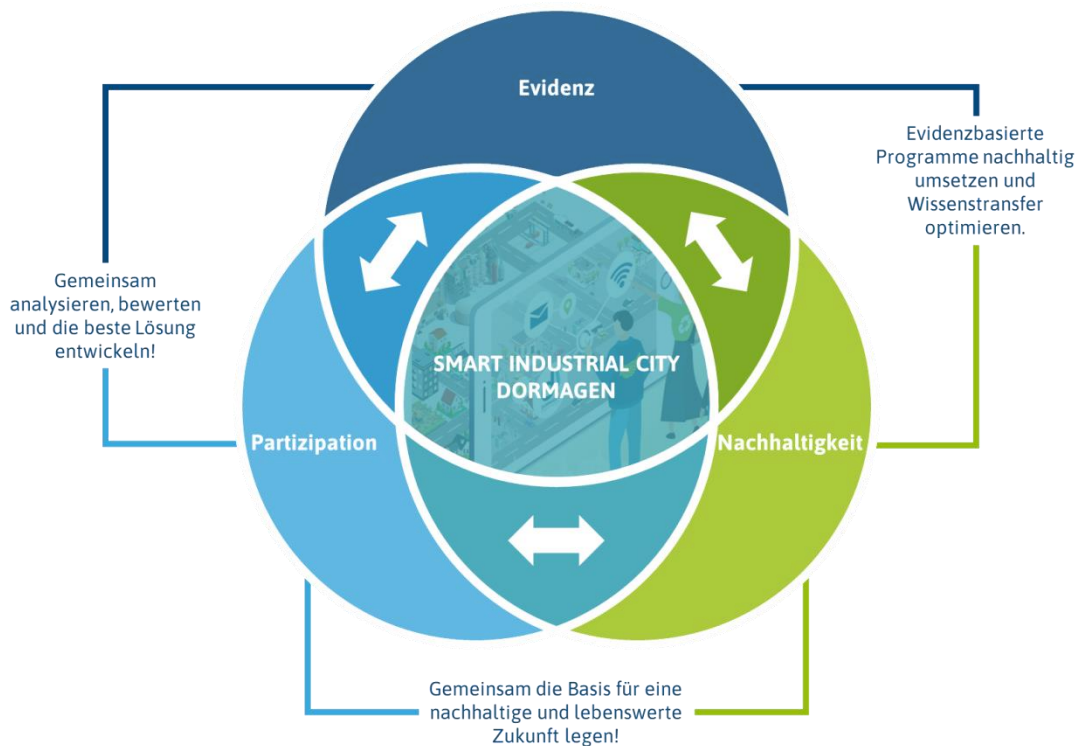 Evidenz
Evidenzbasierte
Programme nachhaltig
umsetzen und
Wissenstransfer
optimieren.
Gemeinsam
analysieren, bewerten
und die beste Lösung
entwickeln!
SMART INDUSTRIAL CITY
DORMAGEN
Partizipation
Nachhaltigkeit
Gemeinsam die Basis für eine
nachhaltige und lebenswerte
Zukunft legen!